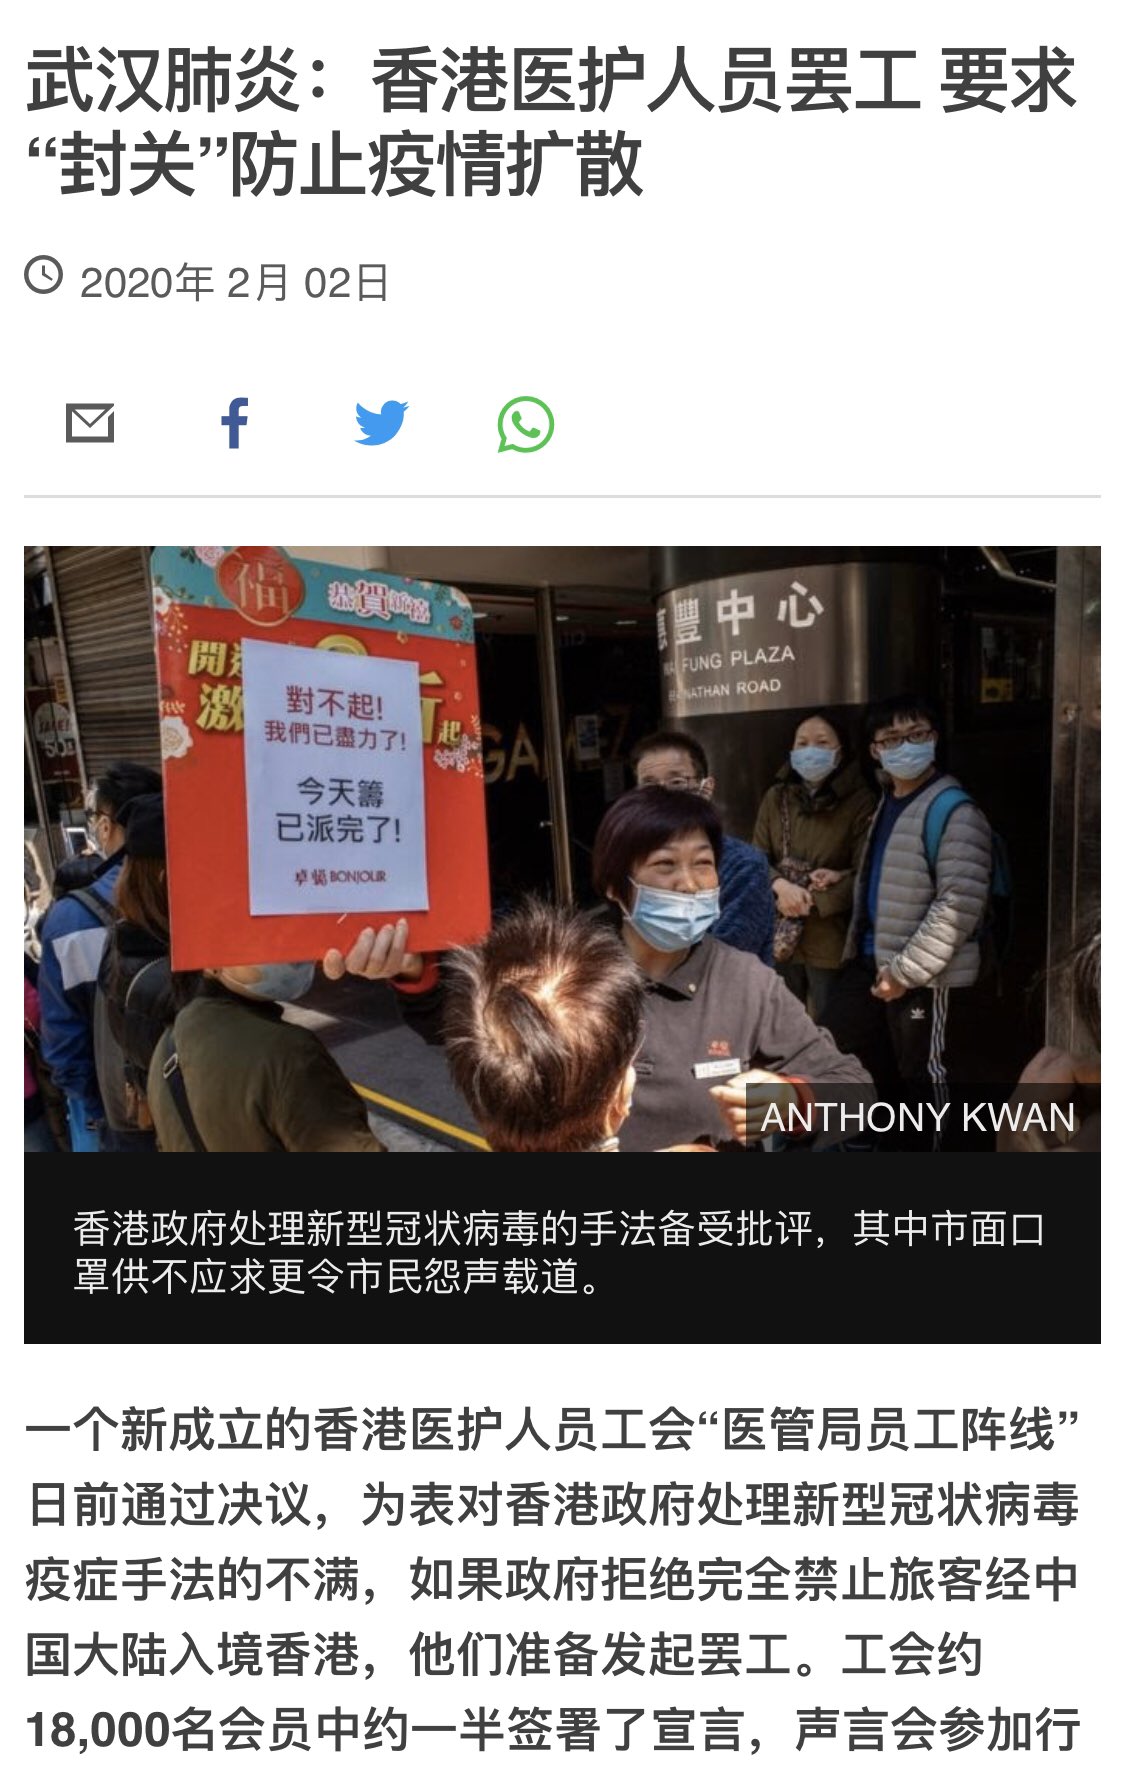 武汉肺炎：香港医护人员罢工 要求
“封关”防止疫情扩散
2020年 2月 02日
福
恭賀新禧
開
激
起
對不起!
我們已盡力了!
今天籌
已派完了!
卓悅 BONJOUR
豐中心
FUNG PLAZA
NATHAN ROAD
ANTHONY KWAN
香港政府处理新型冠状病毒的手法备受批评，其中市面口
罩供不应求更令市民怨声载道。
一个新成立的香港医护人员工会“医管局员工阵线”
日前通过决议，为表对香港政府处理新型冠状病毒
疫症手法的不满，如果政府拒绝完全禁止旅客经中
国大陆入境香港，他们准备发起罢工。工会约
18,000名会员中约一半签署了宣言，声言会参加行